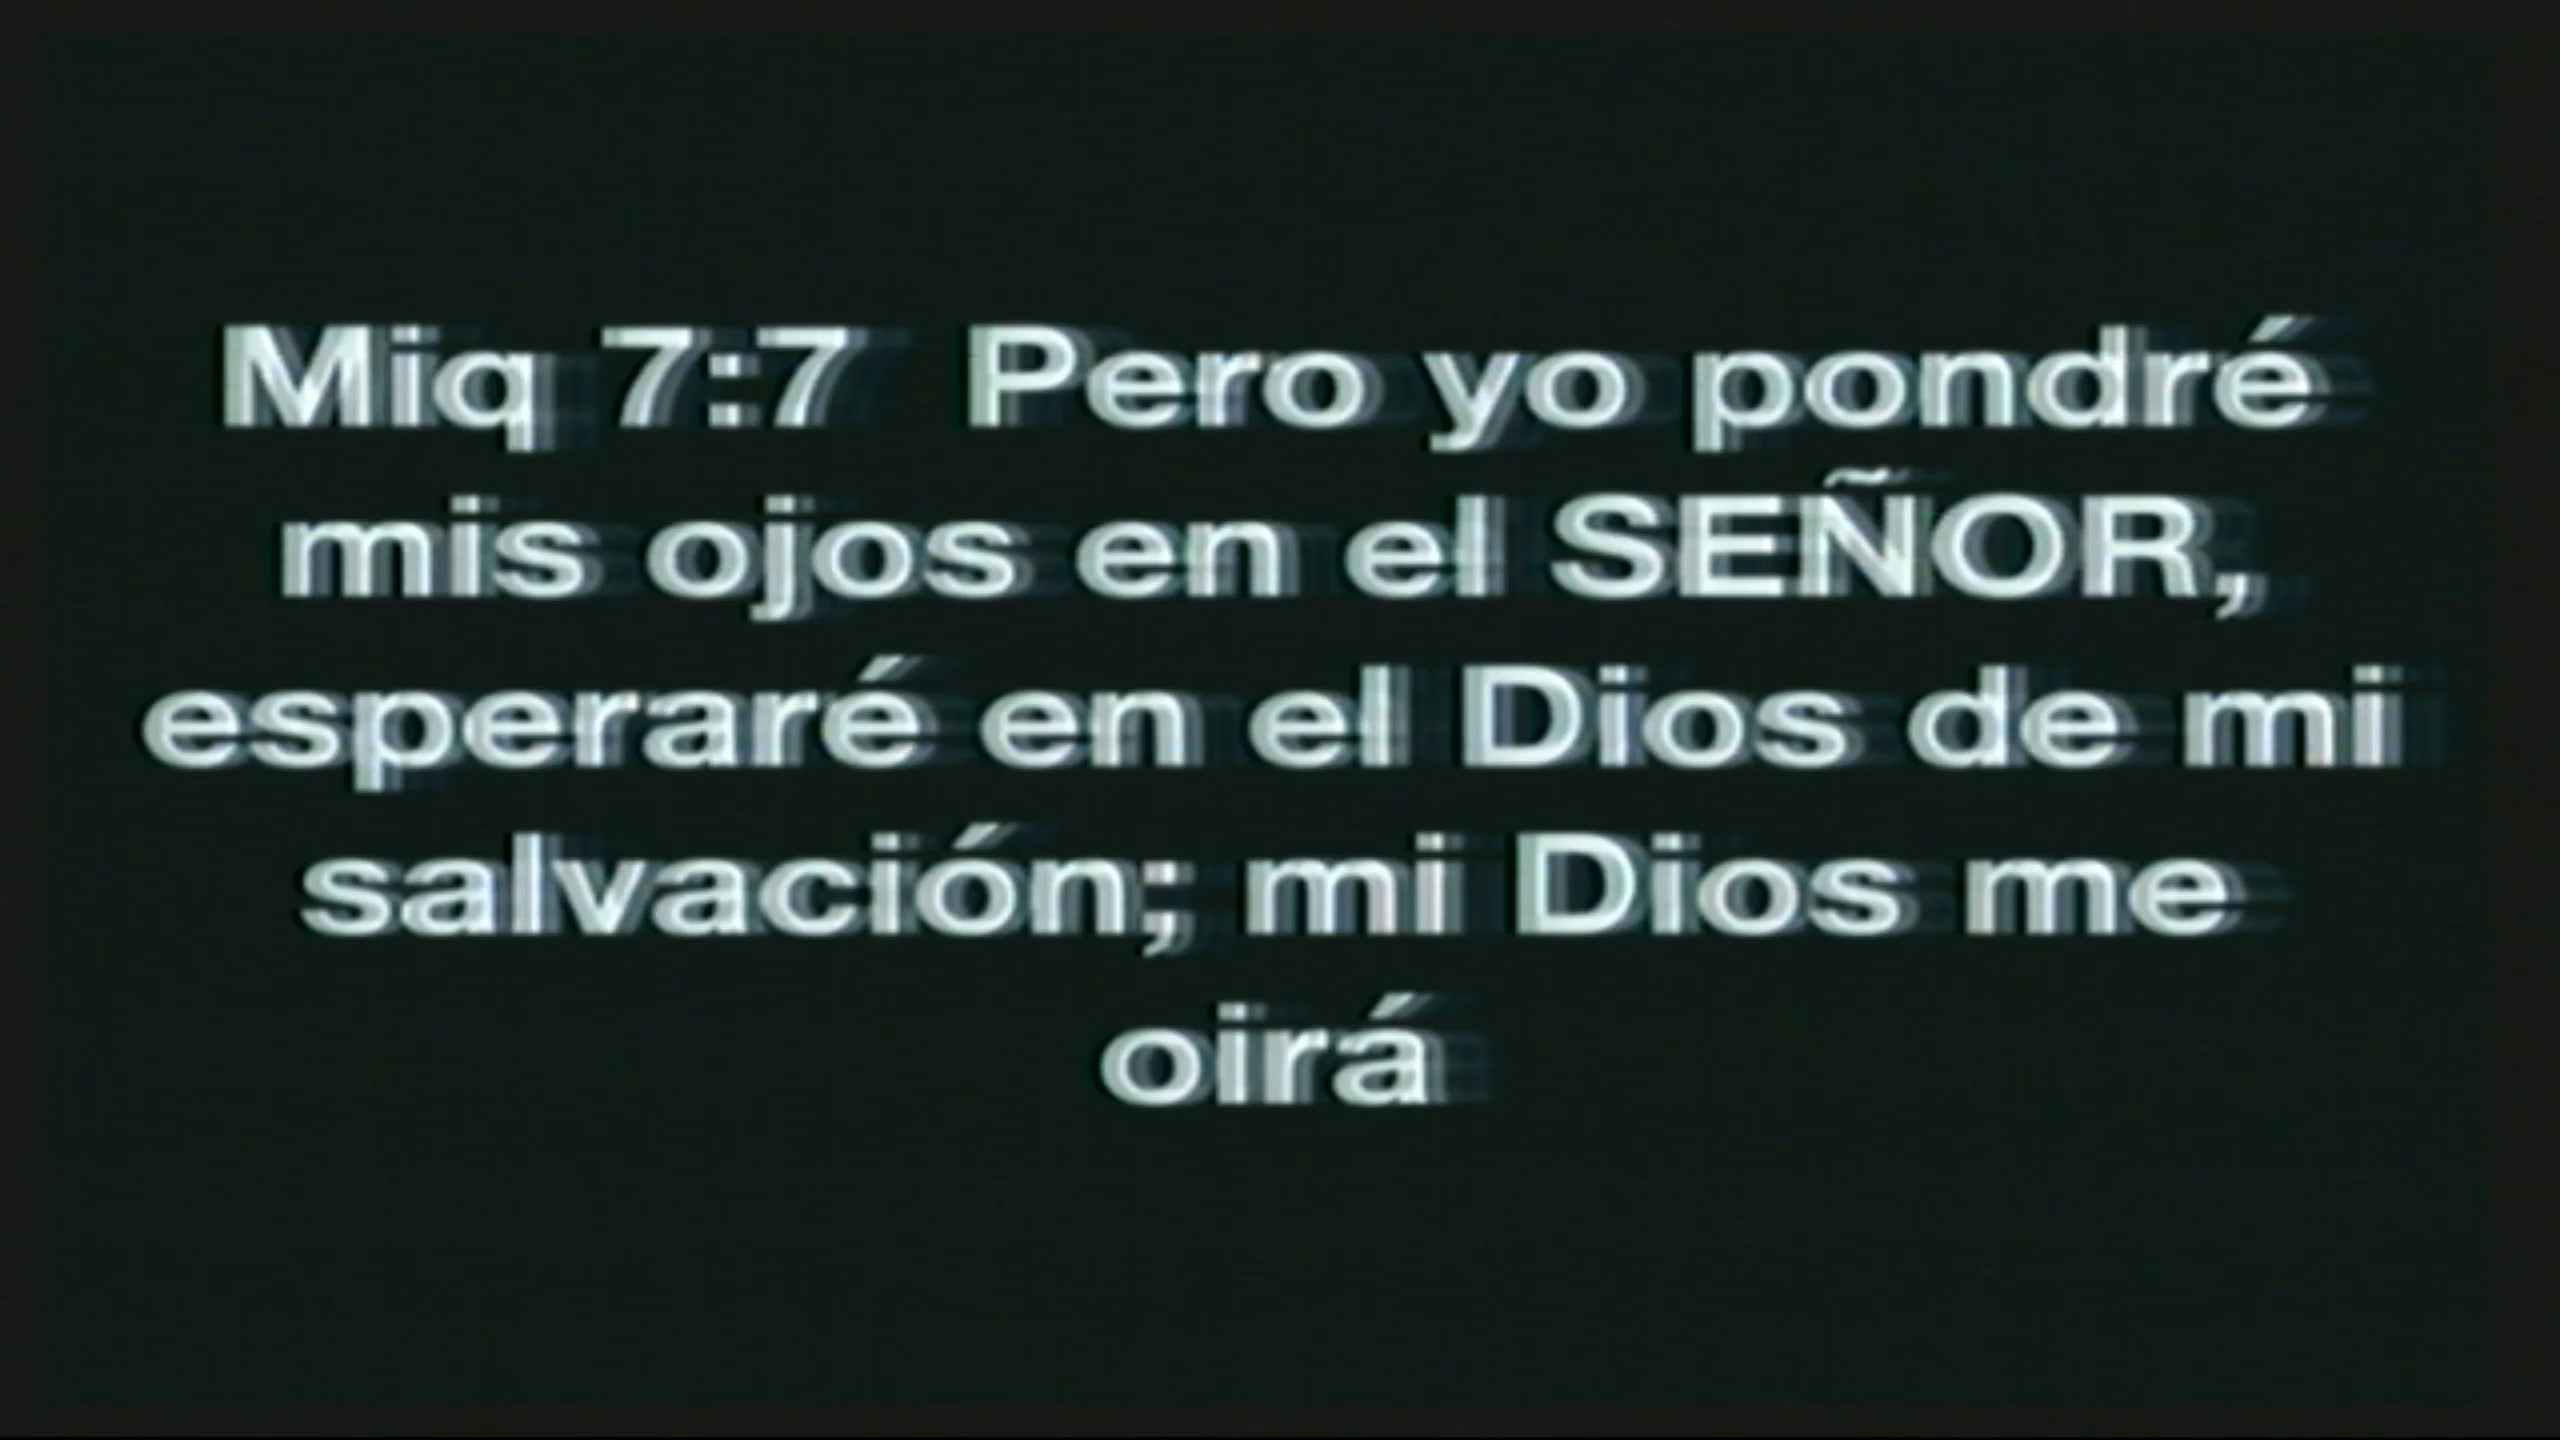 Miq 7:7  Pero yo pondré
mis ojos en el SEÑOR,
esperaré en el Dios de mi
salvación; mi Dios me
oirá